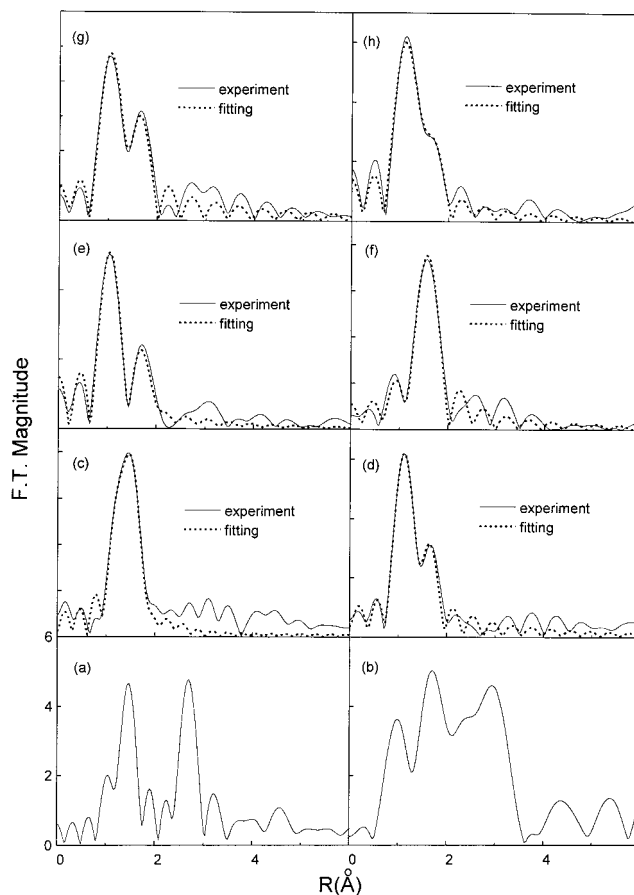 (g)
experiment
fitting
(h)
experiment
fitting
(e)
experiment
fitting
(f)
experiment
fitting
F.T. Magnitude
(c)
experiment
fitting
(d)
experiment
fitting
6
(a)
(b)
4
2
0
0 2 4 0 2 4
R(Å)